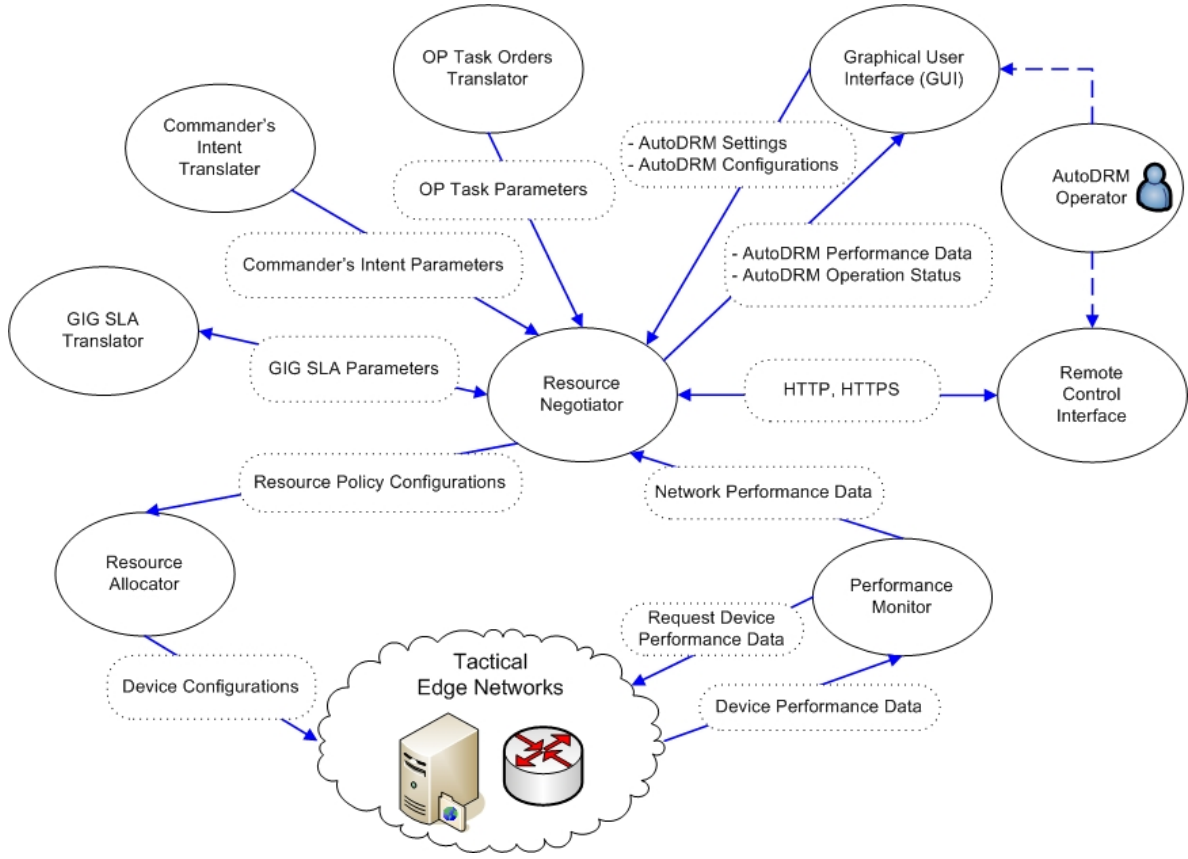 OP Task Orders
Translator
Graphical User
Interface (GUI)
Commander's
Intent
Translater
- AutoDRM Settings
- AutoDRM Configurations
AutoDRM
Operator
OP Task Parameters
Commander's Intent Parameters
- AutoDRM Performance Data
- AutoDRM Operation Status
GIG SLA
Translator
GIG SLA Parameters
Resource
Negotiator
HTTP, HTTPS
Remote
Control
Interface
Resource Policy Configurations
Network Performance Data
Resource
Allocator
Performance
Monitor
Request Device
Performance Data
Tactical
Edge Networks
Device Configurations
Device Performance Data